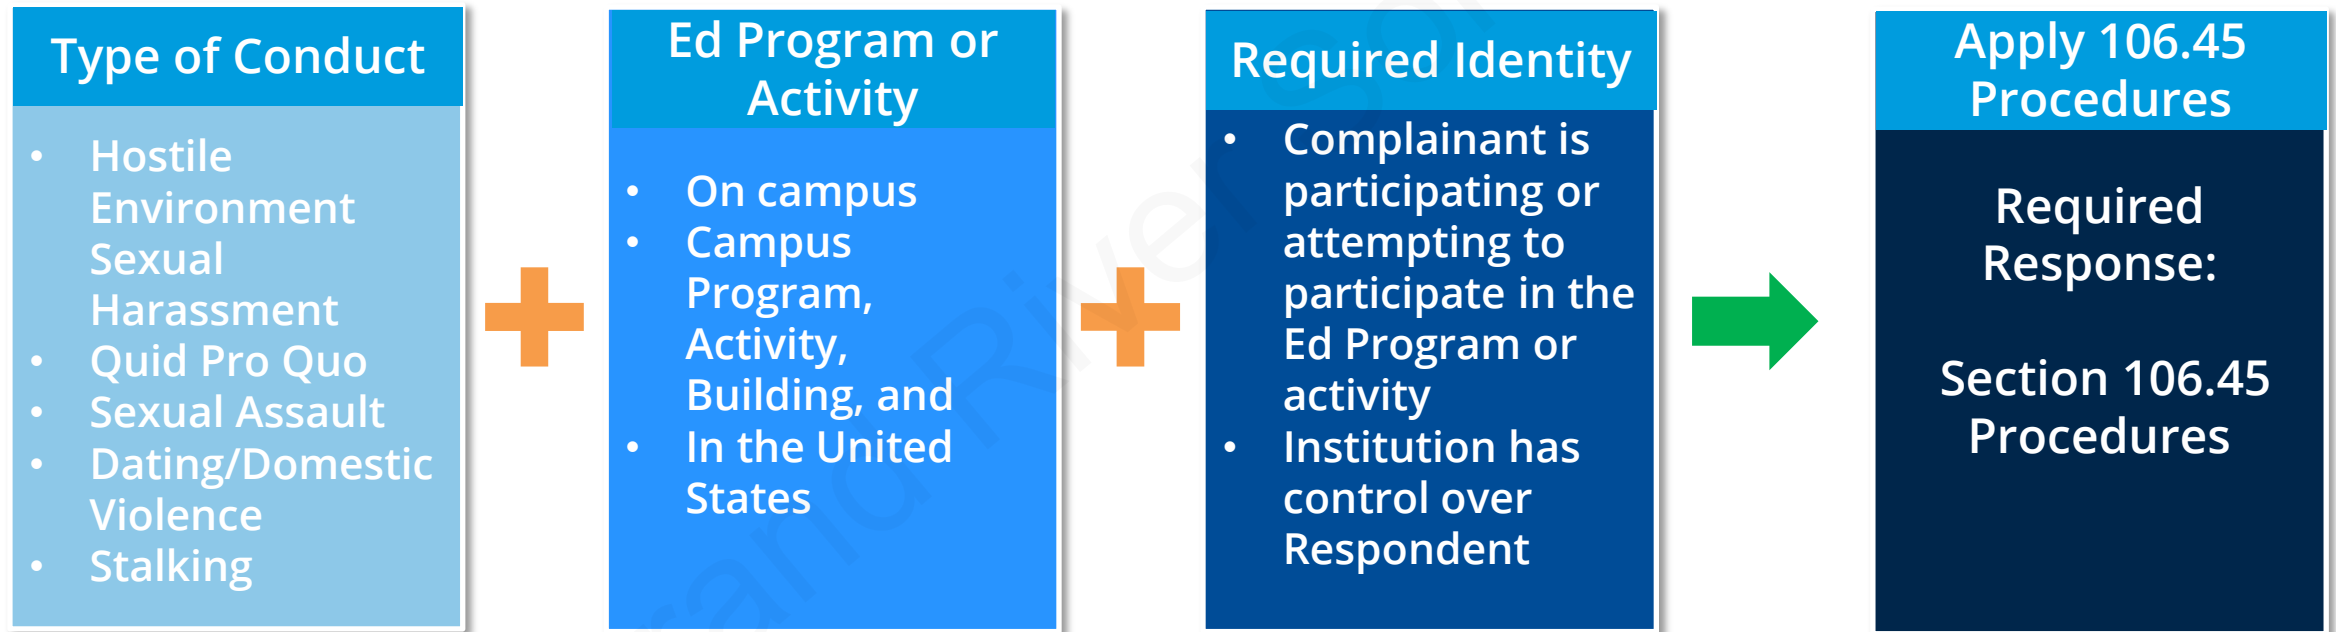 Type of Conduct
• Hostile
Environment
Sexual
Harassment
• Quid Pro Quo
• Sexual Assault
• Dating/Domestic
Violence
• Stalking
Ed Program or
Activity
• On campus
• Campus
Program,
Activity,
Building, and
• In the United
States
Required Identity
• Complainant is
participating or
attempting to
participate in the
Ed Program or
activity
• Institution has
control over
Respondent
Apply 106.45
Procedures
Required
Response:
Section 106.45
Procedures